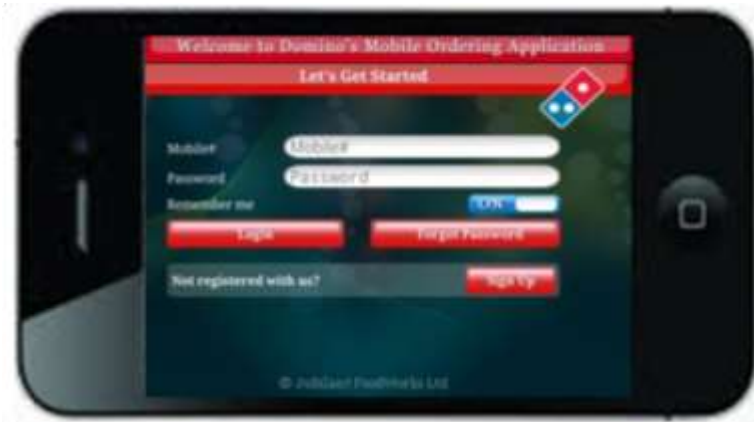 Welcome to Domino's Mobile Ordering Application
Let's Get Started
Mobile# Mobile#
Password Password
Remember me ON
Login Forgot Password
Not registered with us? Sign Up
© Jubilant FoodWorks Ltd